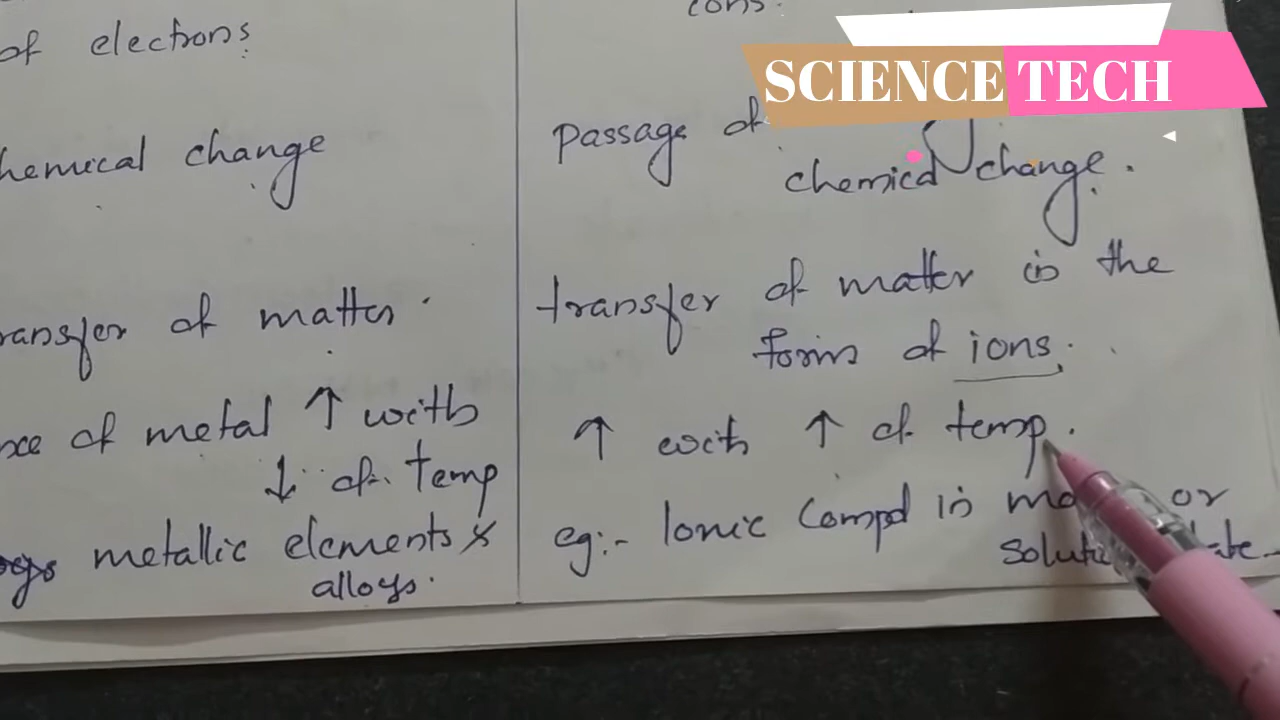 of electrons
chemical change
transfer of matter.
of metal ↑ with
↓ of temp
metallic elements &
alloys.
ions.
SCIENCE TECH
Passage of
chemical change.
transfer of matter in the
form of ions.
↑ with ↑ of temp.
eg:- Ionic Compd in or